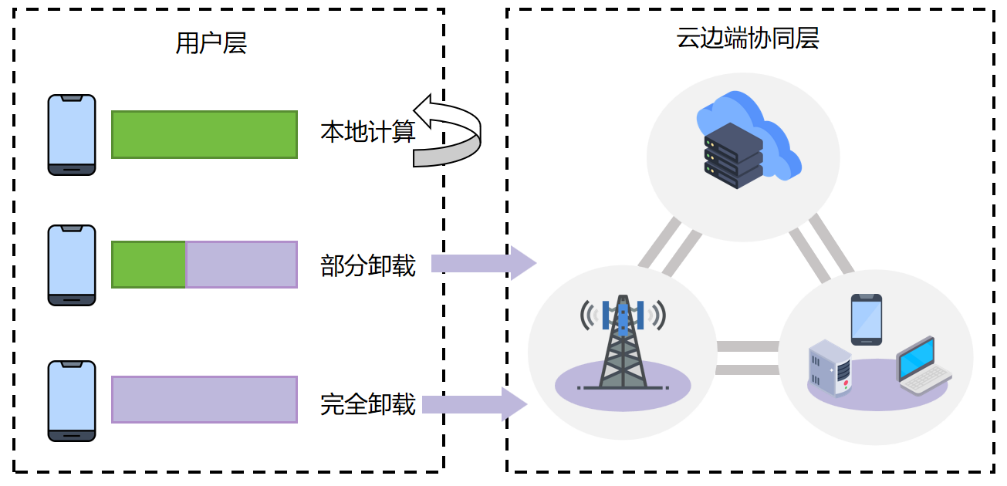 用户层
本地计算
部分卸载
完全卸载
云边端协同层